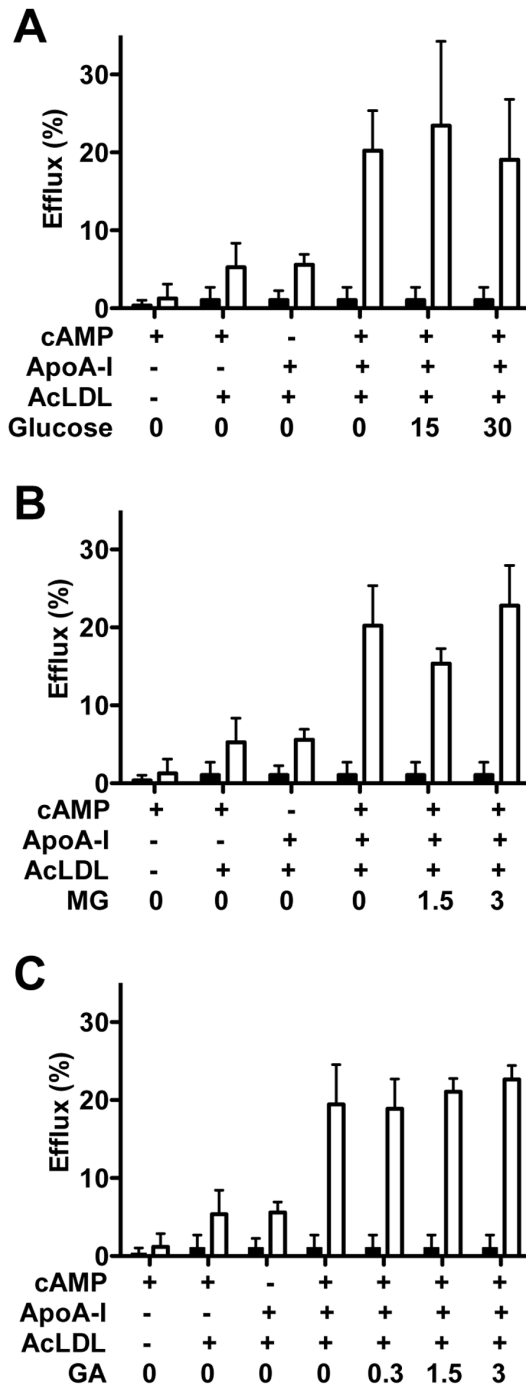 A
Efflux (%)
30
20
10
0
cAMP + + - + + +
ApoA-I - - + + + +
AcLDL - + + + + +
Glucose 0 0 0 0 15 30
B
Efflux (%)
30
20
10
0
cAMP + + - + + +
ApoA-I - - + + + +
AcLDL - + + + + +
MG 0 0 0 0 1.5 3
C
Efflux (%)
30
20
10
0
cAMP + + - + + + +
ApoA-I - - + + + + +
AcLDL - + + + + + +
GA 0 0 0 0 0.3 1.5 3